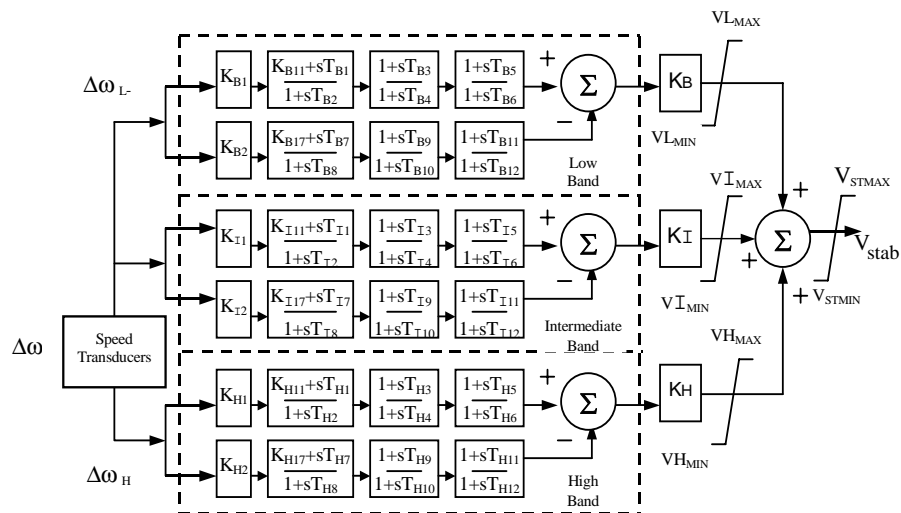 Δω L-
K_B1
K_B11+sT_B1
1+sT_B2
1+sT_B3
1+sT_B4
1+sT_B5
1+sT_B6
+
Σ
−
K_B
VL_MAX
VL_MIN
K_B2
K_B17+sT_B7
1+sT_B8
1+sT_B9
1+sT_B10
1+sT_B11
1+sT_B12
Low
Band
K_I1
K_I11+sT_I1
1+sT_I2
1+sT_I3
1+sT_I4
1+sT_I5
1+sT_I6
+
Σ
−
K_I
VI_MAX
VI_MIN
K_I2
K_I17+sT_I7
1+sT_I8
1+sT_I9
1+sT_I10
1+sT_I11
1+sT_I12
Intermediate
Band
+
+
+
Σ
V_STMAX
V_stab
V_STMIN
Δω
Speed
Transducers
Δω H
K_H1
K_H11+sT_H1
1+sT_H2
1+sT_H3
1+sT_H4
1+sT_H5
1+sT_H6
+
Σ
−
K_H
VH_MAX
VH_MIN
K_H2
K_H17+sT_H7
1+sT_H8
1+sT_H9
1+sT_H10
1+sT_H11
1+sT_H12
High
Band